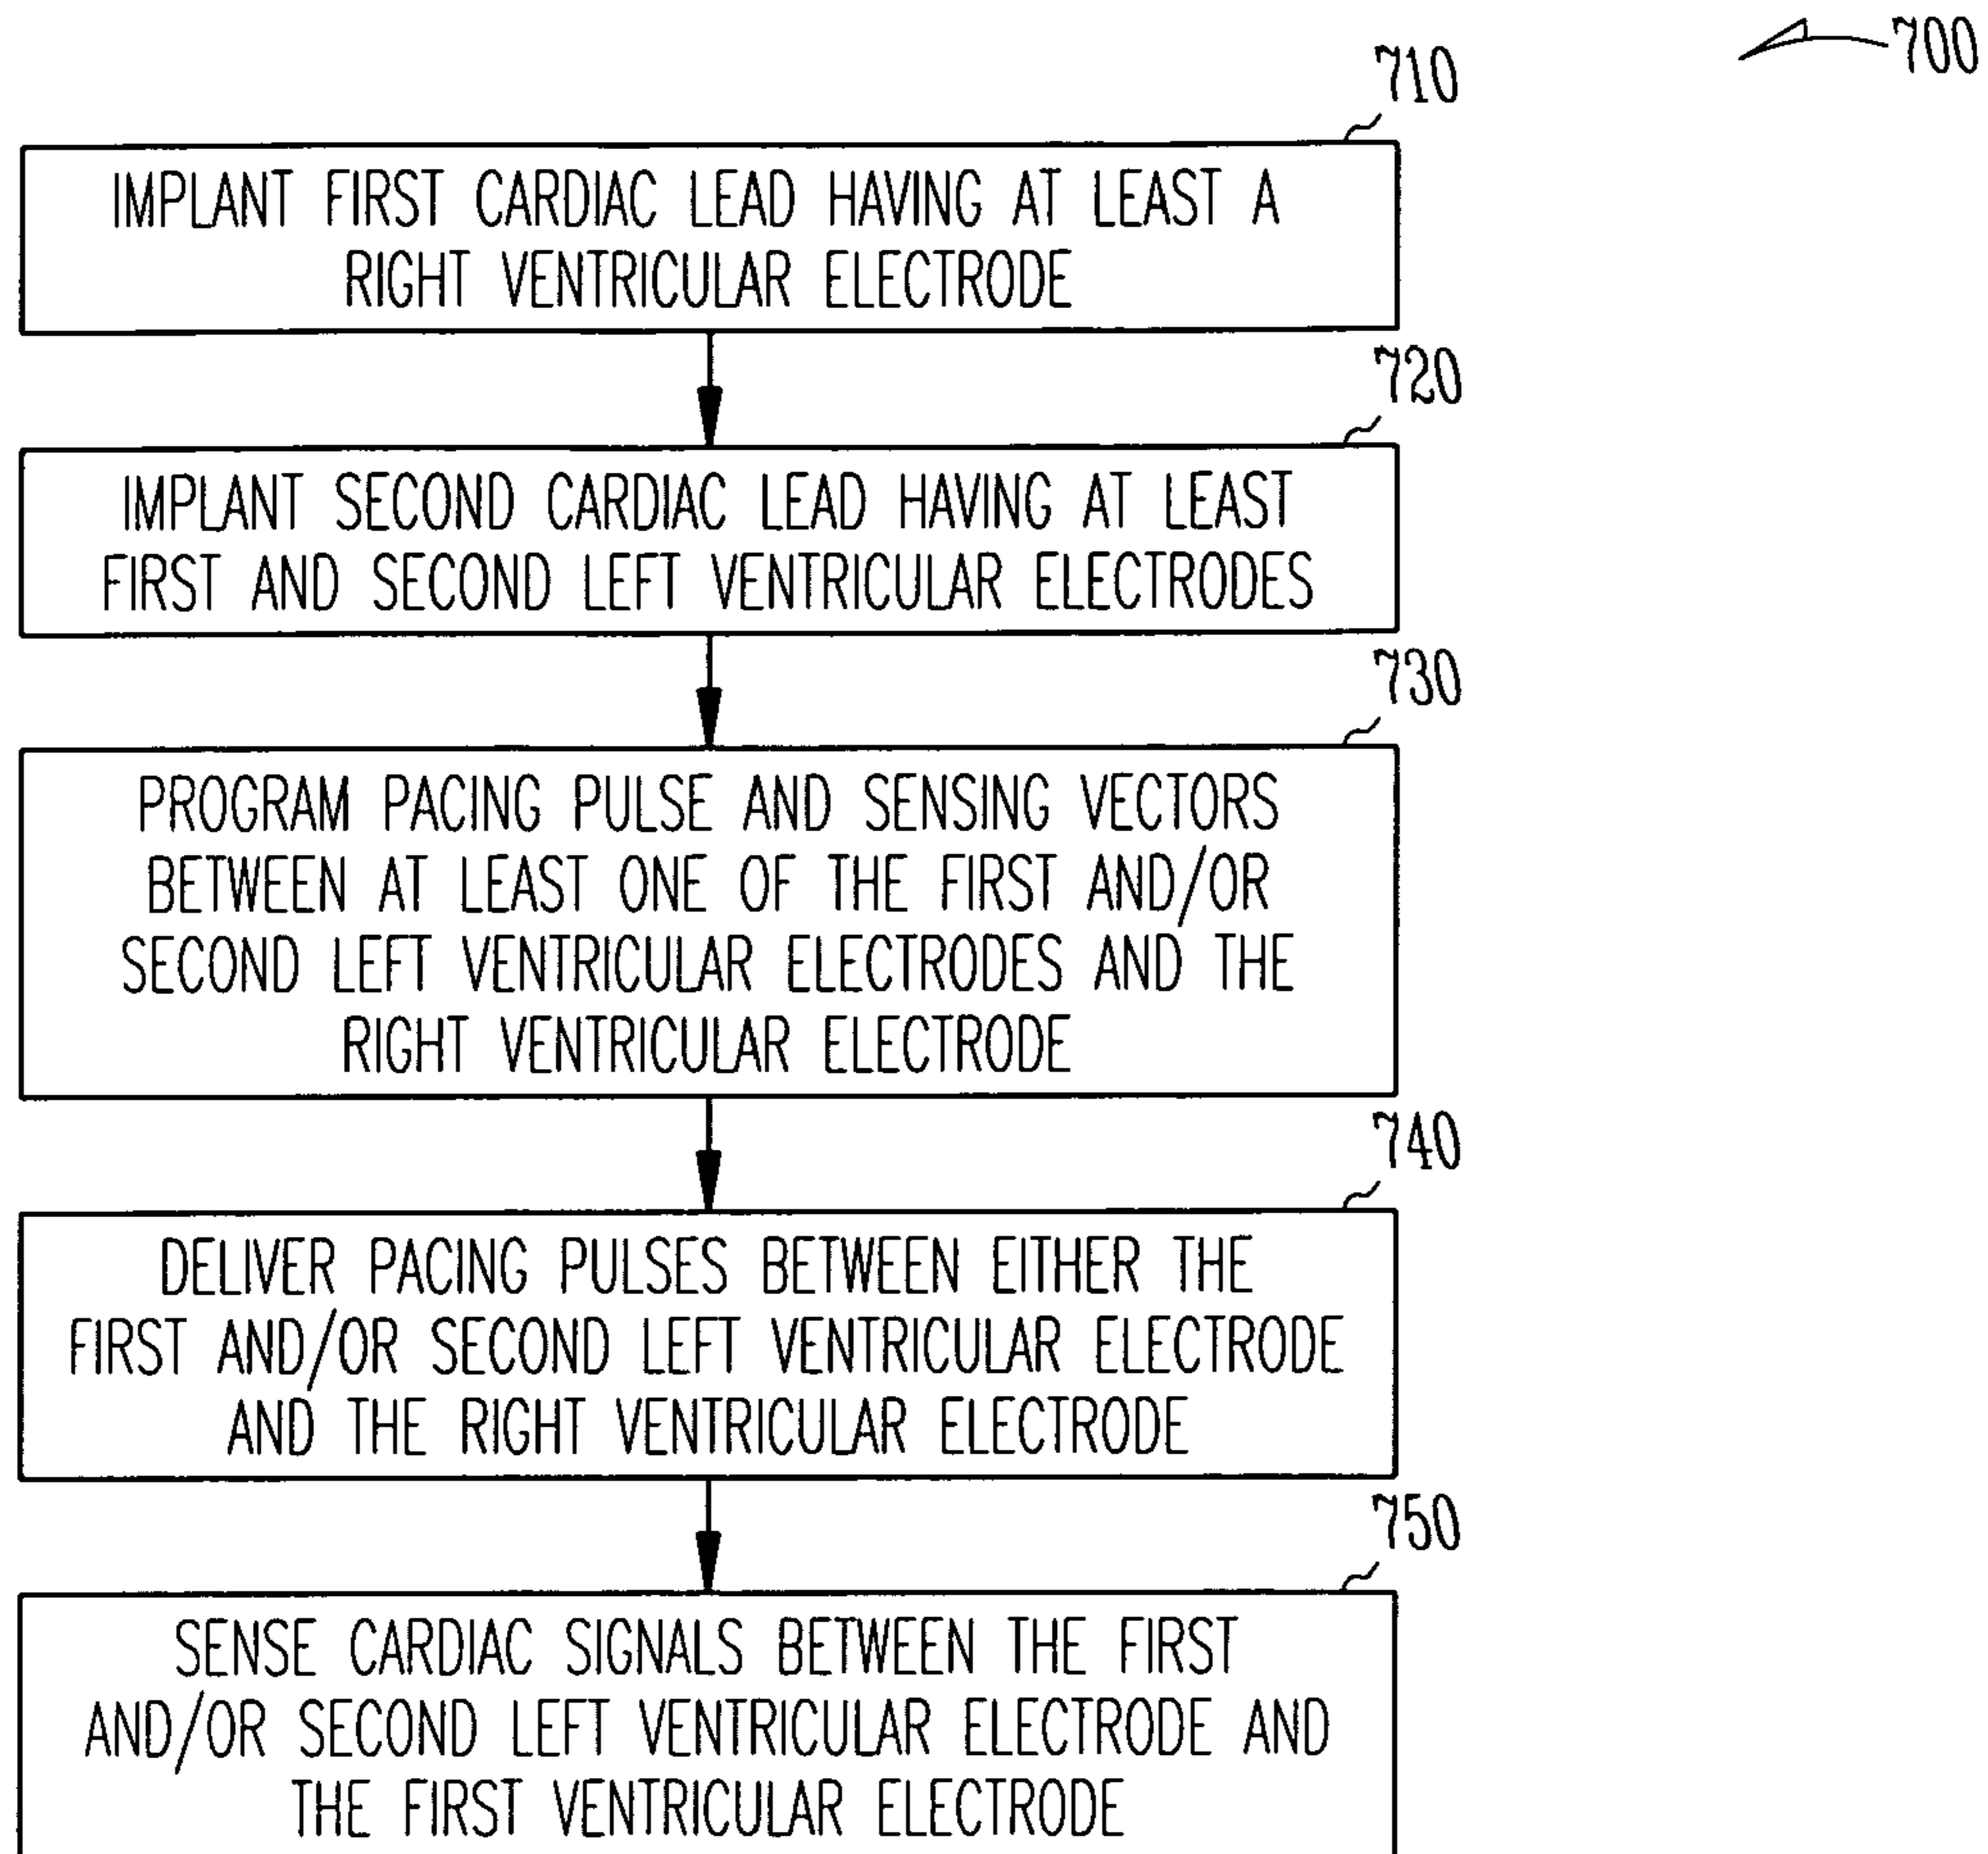 700
710
IMPLANT FIRST CARDIAC LEAD HAVING AT LEAST A
RIGHT VENTRICULAR ELECTRODE
720
IMPLANT SECOND CARDIAC LEAD HAVING AT LEAST
FIRST AND SECOND LEFT VENTRICULAR ELECTRODES
730
PROGRAM PACING PULSE AND SENSING VECTORS
BETWEEN AT LEAST ONE OF THE FIRST AND/OR
SECOND LEFT VENTRICULAR ELECTRODES AND THE
RIGHT VENTRICULAR ELECTRODE
740
DELIVER PACING PULSES BETWEEN EITHER THE
FIRST AND/OR SECOND LEFT VENTRICULAR ELECTRODE
AND THE RIGHT VENTRICULAR ELECTRODE
750
SENSE CARDIAC SIGNALS BETWEEN THE FIRST
AND/OR SECOND LEFT VENTRICULAR ELECTRODE AND
THE FIRST VENTRICULAR ELECTRODE